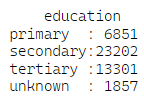 education
primary  : 6851
secondary:23202
tertiary :13301
unknown  : 1857